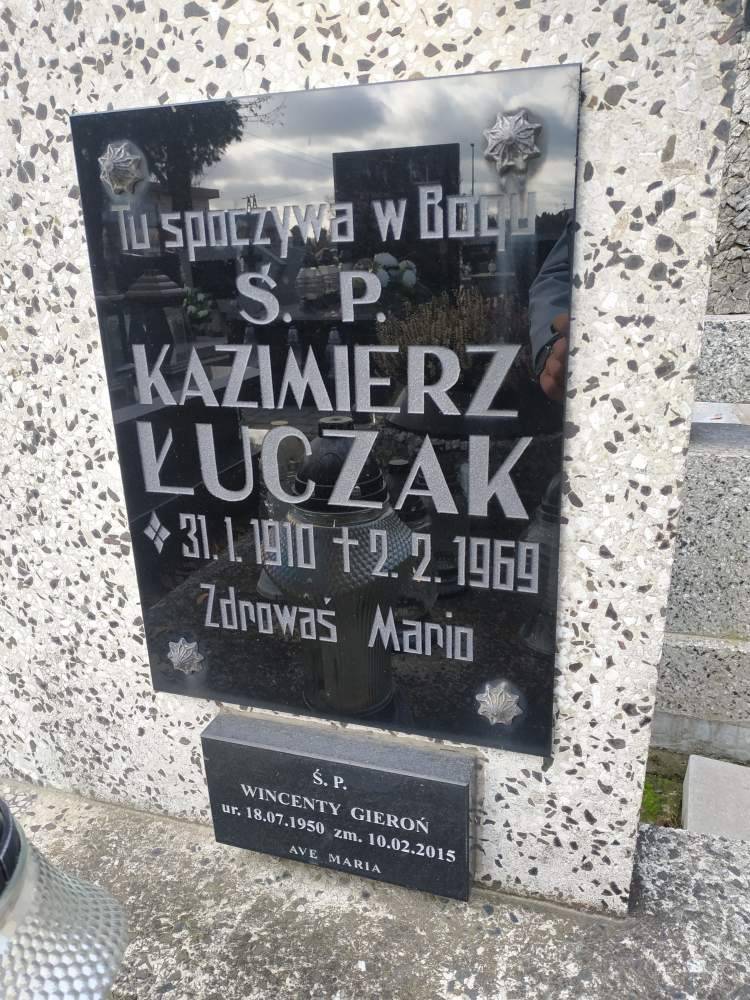 Tu spoczywa w Bogu
Ś. P.
KAZIMIERZ
ŁUCZAK
31. 1. 1910 ✝ 2. 2. 1969
Zdrowaś Mario
Ś. P.
WINCENTY GIEROŃ
ur. 18.07.1950 zm. 10.02.2015
AVE MARIA